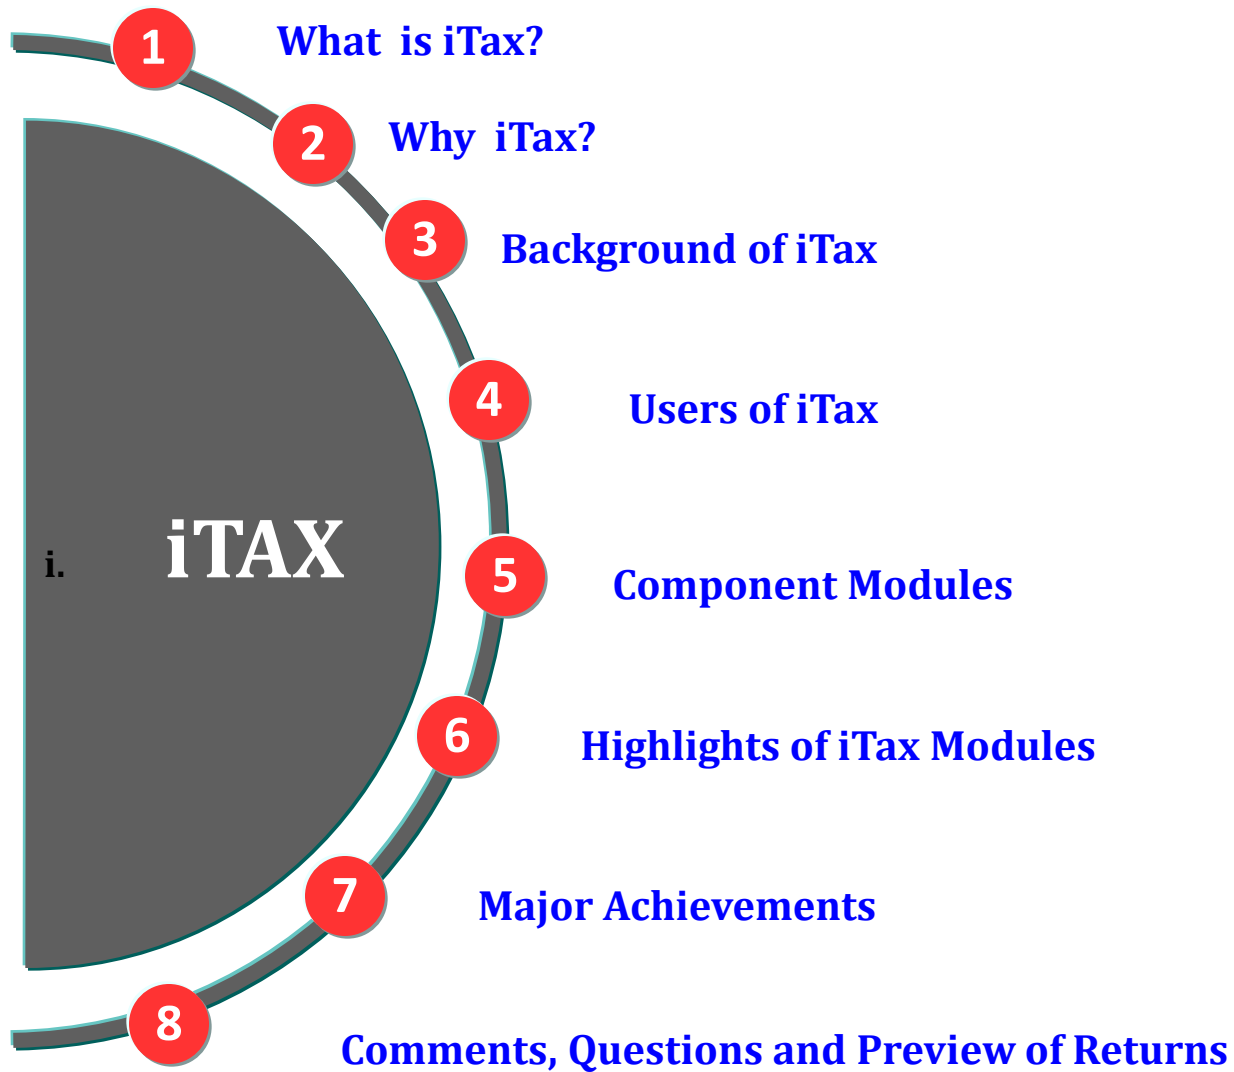 1 What is iTax?
2 Why iTax?
3 Background of iTax
4 Users of iTax
i. iTAX
5 Component Modules
6 Highlights of iTax Modules
7 Major Achievements
8 Comments, Questions and Preview of Returns